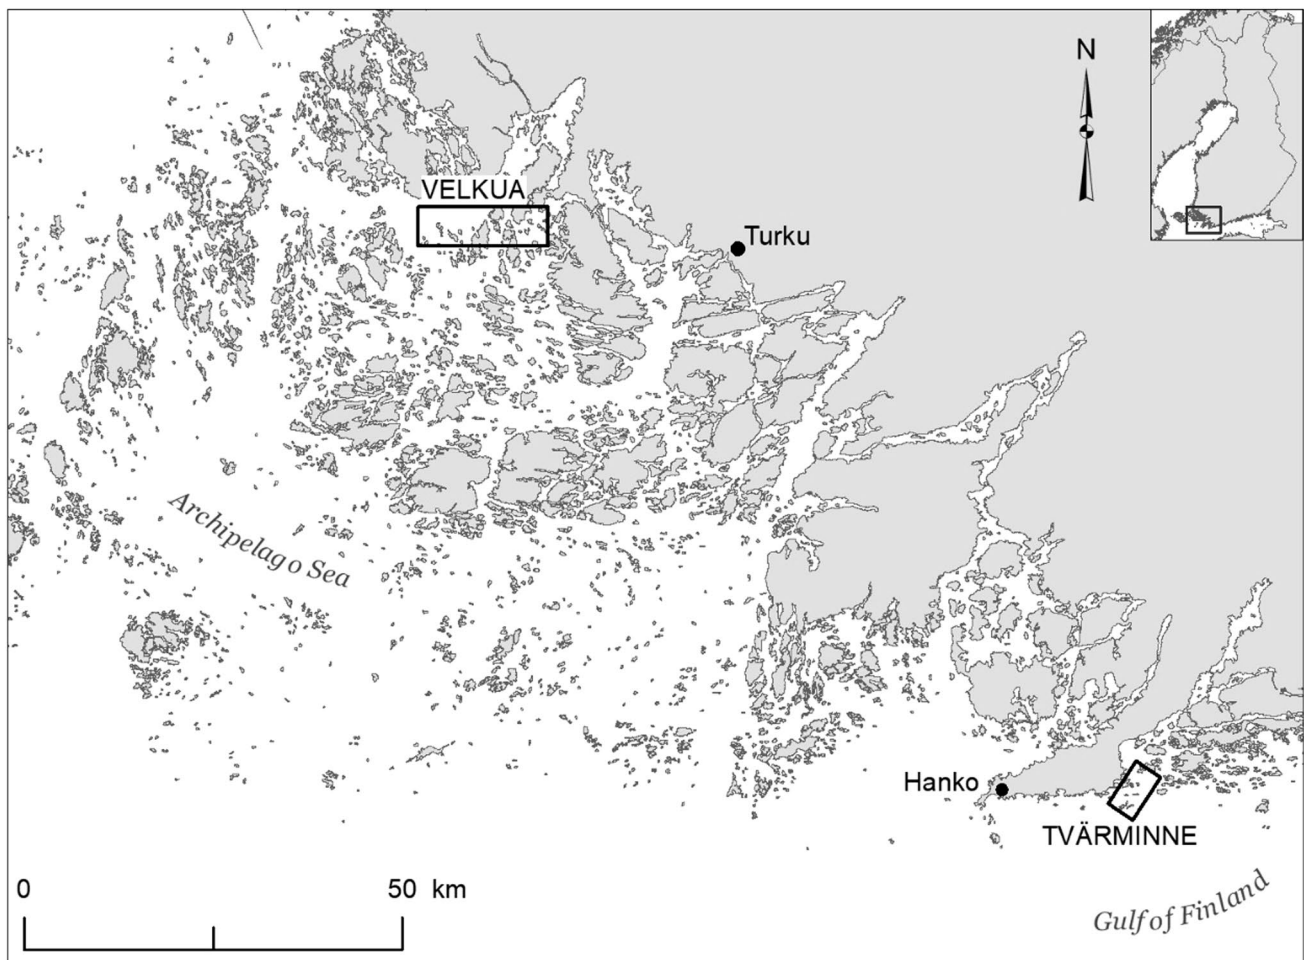 N
VELKUA
Turku
Archipelago Sea
Hanko
TVÄRMINNE
0 50 km
Gulf of Finland